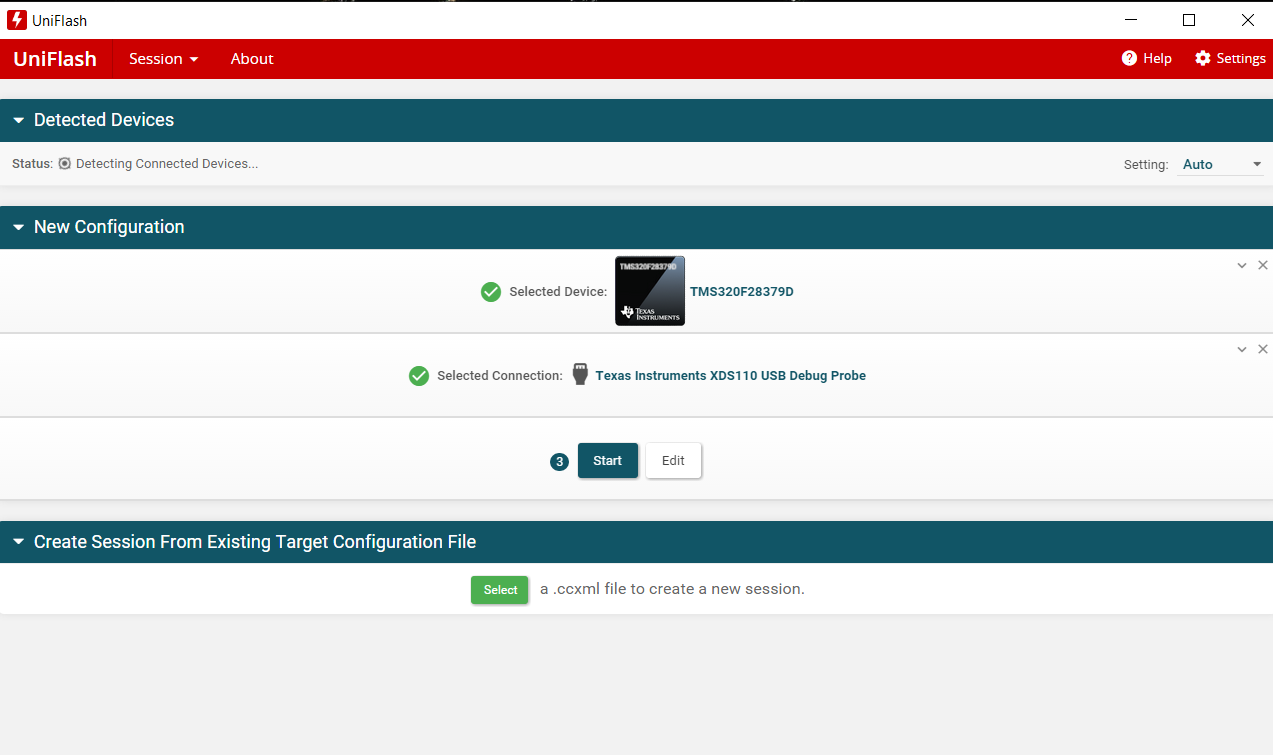 UniFlash
UniFlash Session About Help Settings
Detected Devices
Status: Detecting Connected Devices... Setting: Auto
New Configuration
TMS320F28379D
Selected Device: TMS320F28379D
TEXAS
INSTRUMENTS
Selected Connection: Texas Instruments XDS110 USB Debug Probe
3 Start Edit
Create Session From Existing Target Configuration File
Select a .ccxml file to create a new session.